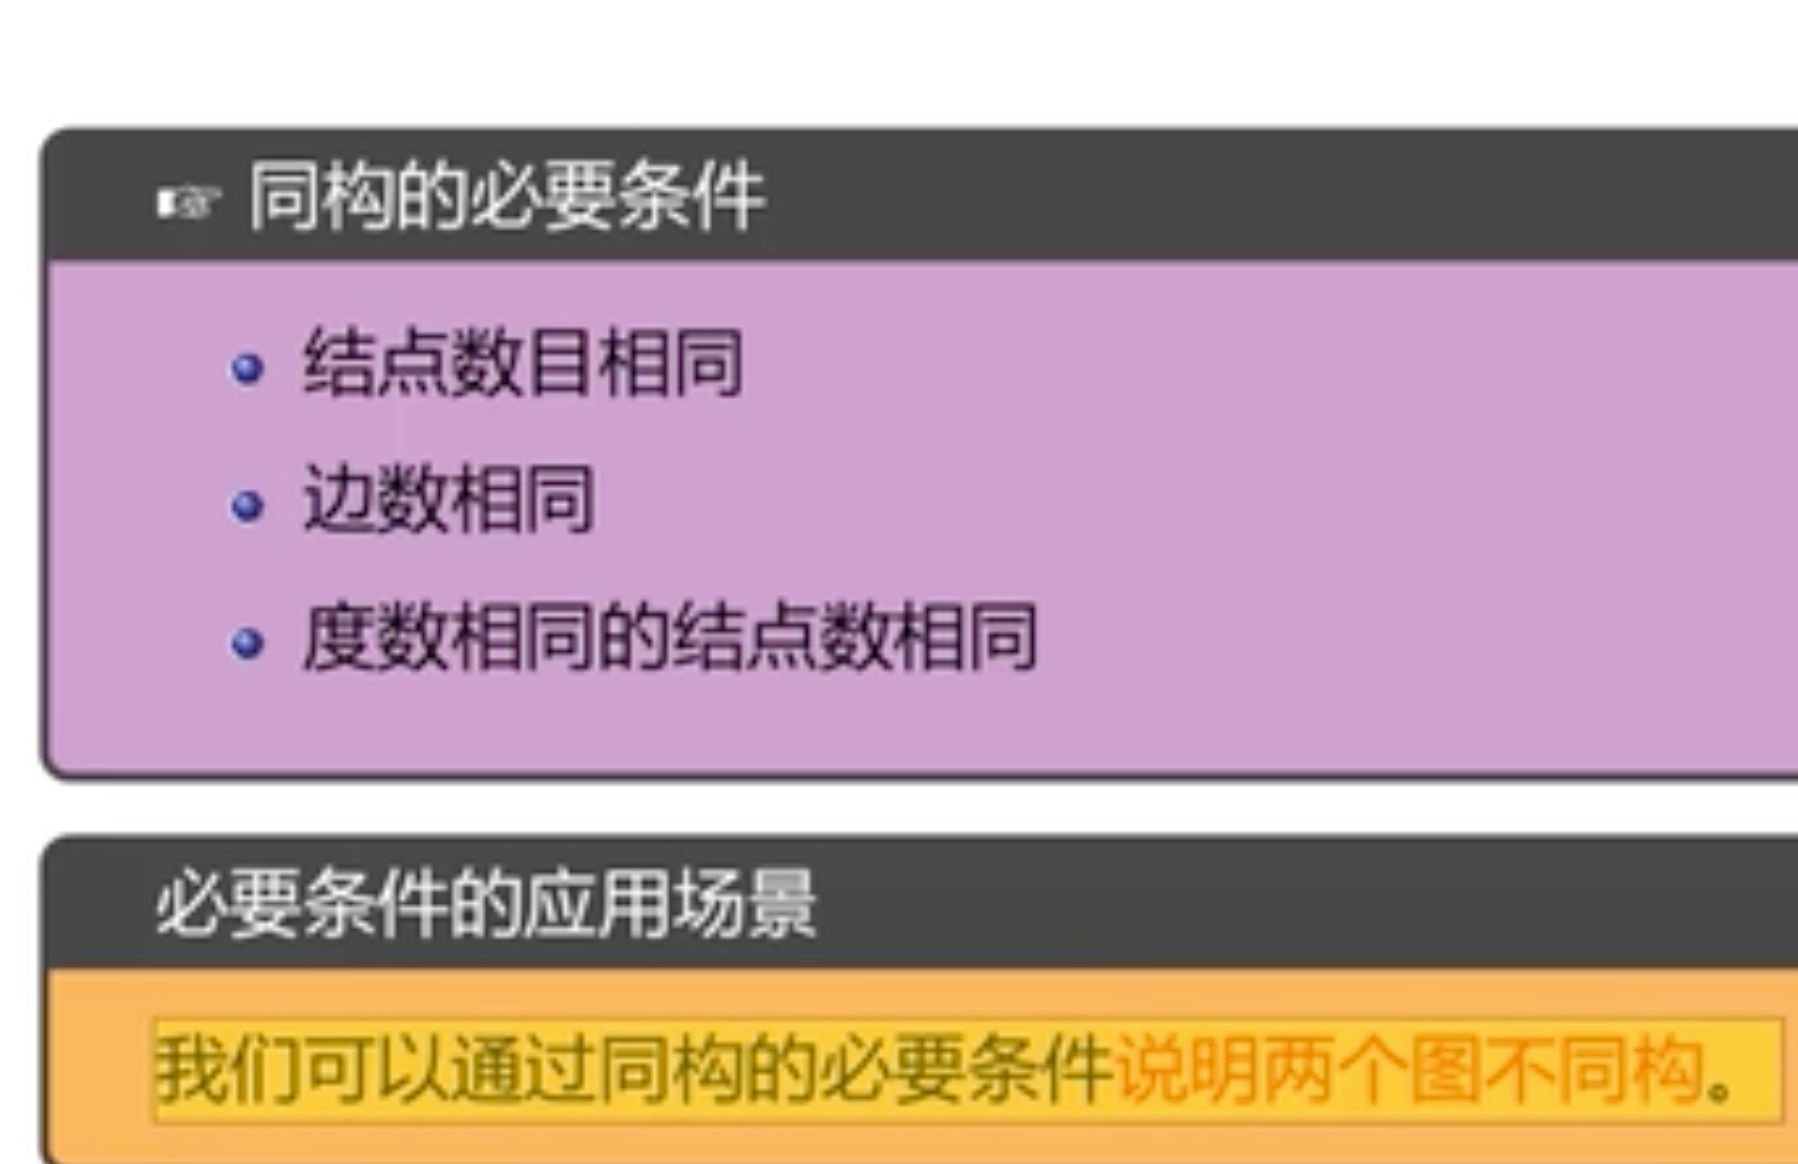 ☞ 同构的必要条件
结点数目相同
边数相同
度数相同的结点数相同
必要条件的应用场景
我们可以通过同构的必要条件说明两个图不同构。